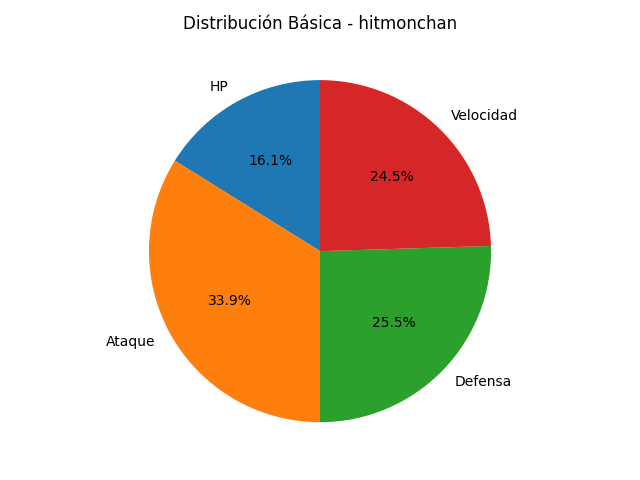 Distribución Básica - hitmonchan
HP
Velocidad
16.1%
24.5%
33.9%
25.5%
Ataque
Defensa